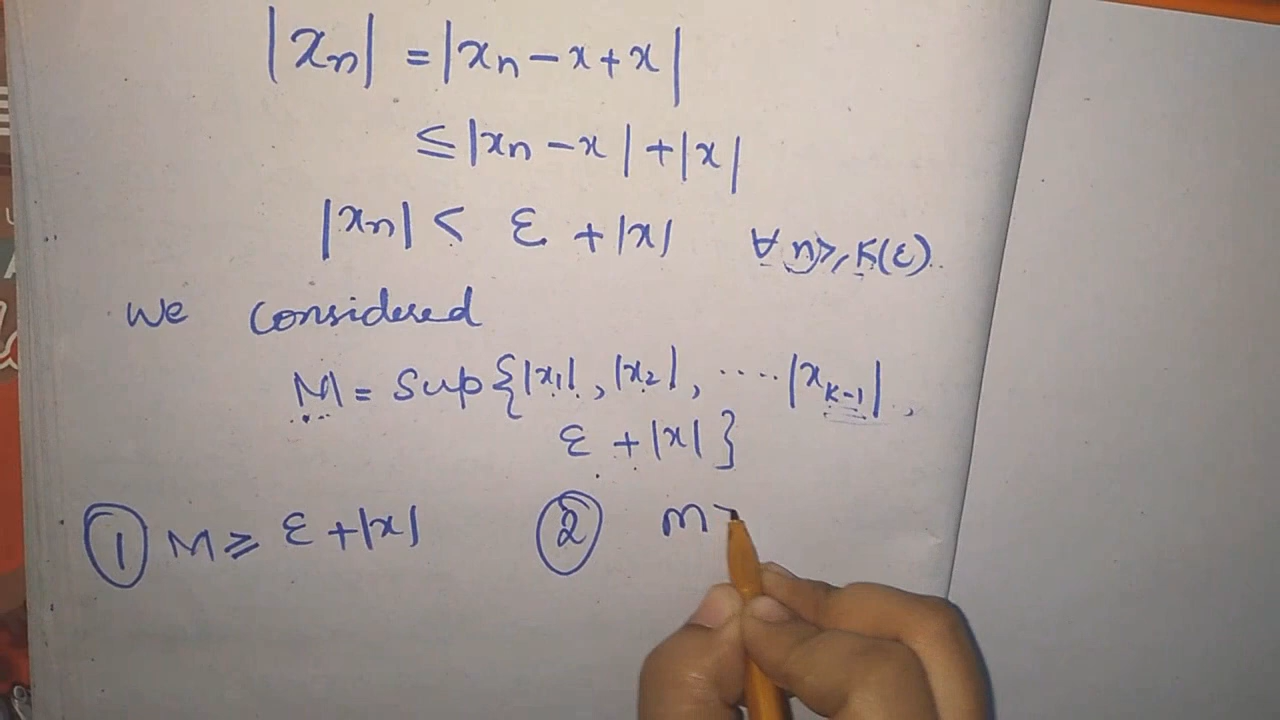 |xn| = |xn - x + x|
≤ |xn - x| + |x|
|xn| < ε + |x| ∀ n ≥ K(ε).
We considered
M = Sup {|x1|, |x2|, ..... |xK-1|,
ε + |x| }
① M ≥ ε + |x| ② M